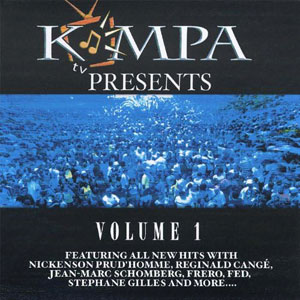 KOMPA
tv
PRESENTS
VOLUME 1
FEATURING ALL NEW HITS WITH
NICKENSON PRUD'HOMME, REGINALD CANGÉ,
JEAN-MARC SCHOMBERG, FRERO, FED,
STEPHANE GILLES AND MORE....